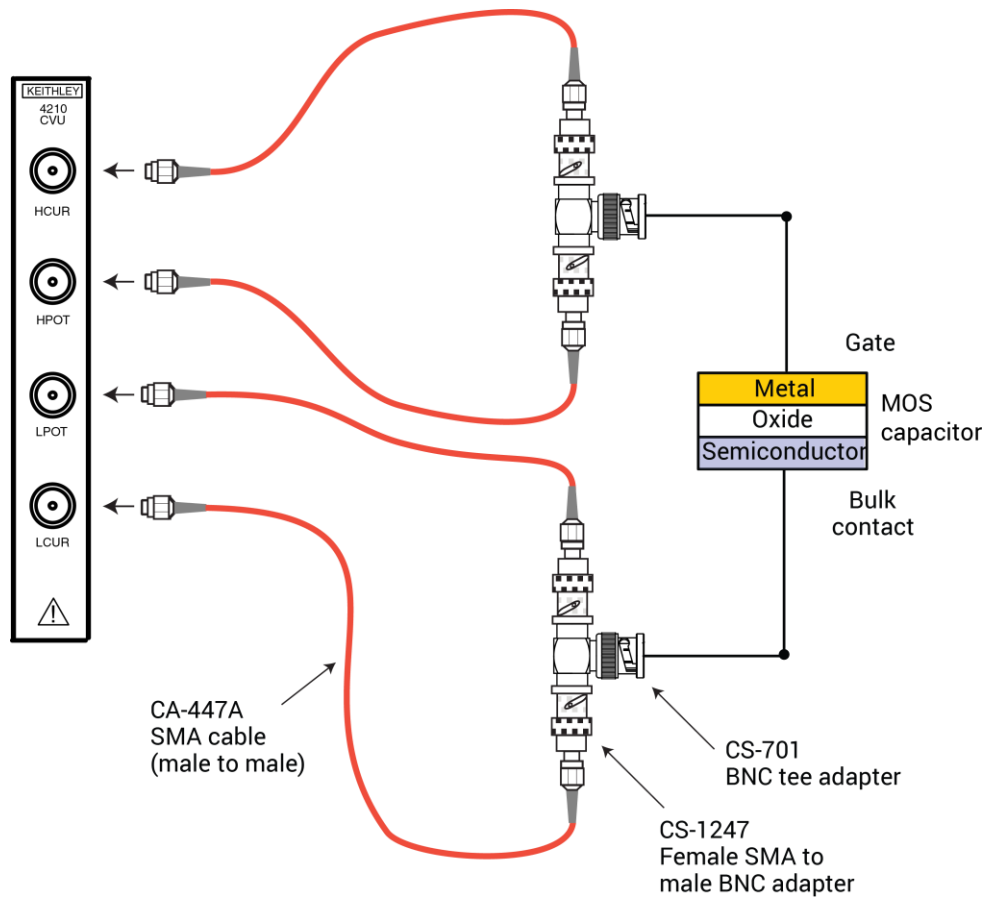 KEITHLEY
4210
CVU
HCUR
HPOT
LPOT
LCUR
Gate
Metal
Oxide
Semiconductor
MOS
capacitor
Bulk
contact
CA-447A
SMA cable
(male to male)
CS-701
BNC tee adapter
CS-1247
Female SMA to
male BNC adapter